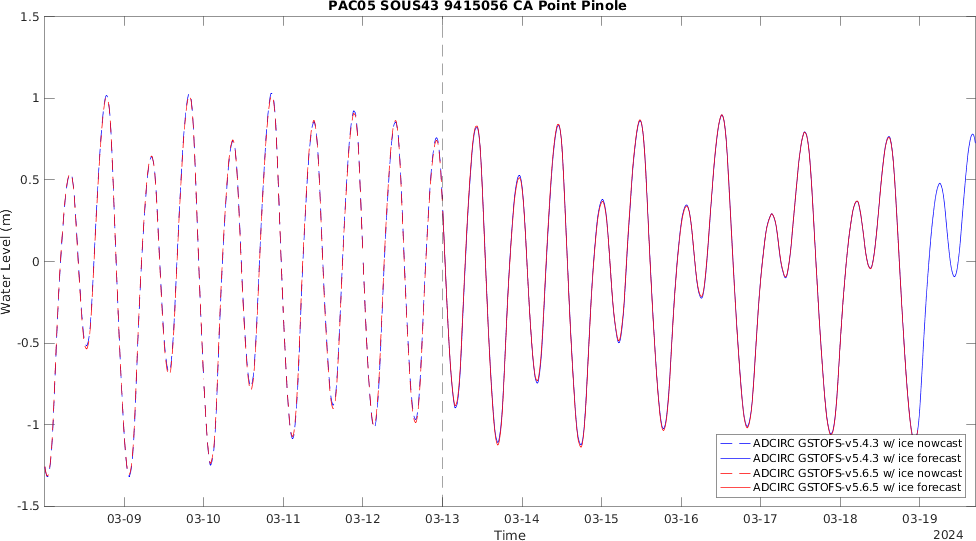 PAC05 SOUS43 9415056 CA Point Pinole
1.5
1
0.5
0
-0.5
-1
-1.5
Water Level (m)
03-09 03-10 03-11 03-12 03-13 03-14 03-15 03-16 03-17 03-18 03-19
Time
2024
ADCIRC GSTOFS-v5.4.3 w/ ice nowcast
ADCIRC GSTOFS-v5.4.3 w/ ice forecast
ADCIRC GSTOFS-v5.6.5 w/ ice nowcast
ADCIRC GSTOFS-v5.6.5 w/ ice forecast